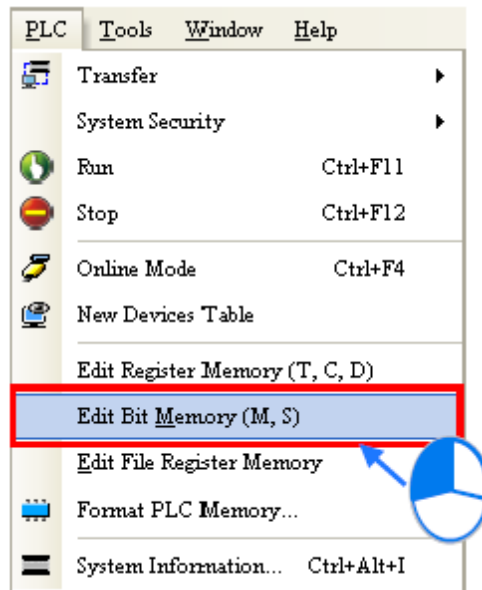 PLC Tools Window Help
Transfer
System Security
Run Ctrl+F11
Stop Ctrl+F12
Online Mode Ctrl+F4
New Devices Table
Edit Register Memory (T, C, D)
Edit Bit Memory (M, S)
Edit File Register Memory
Format PLC Memory...
System Information... Ctrl+Alt+I